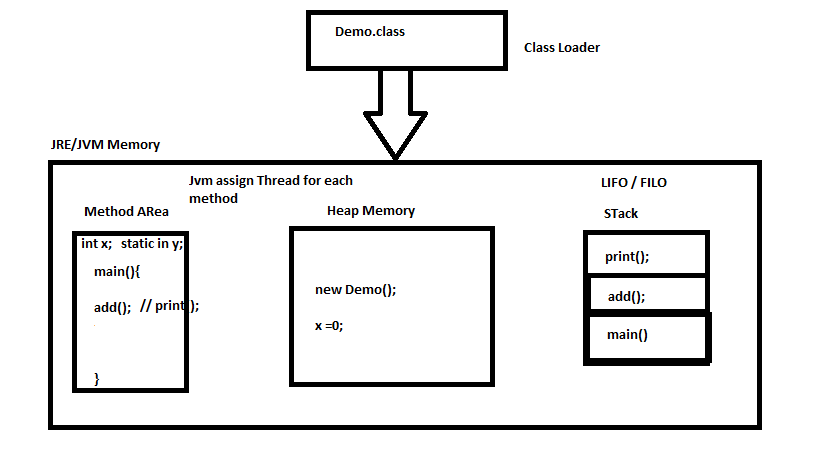 Demo.class
Class Loader
JRE/JVM Memory
Jvm assign Thread for each
method
LIFO / FILO
Method ARea
Heap Memory
STack
int x; static in y;
main(){
add(); // print();
}
new Demo();
x =0;
print();
add();
main()